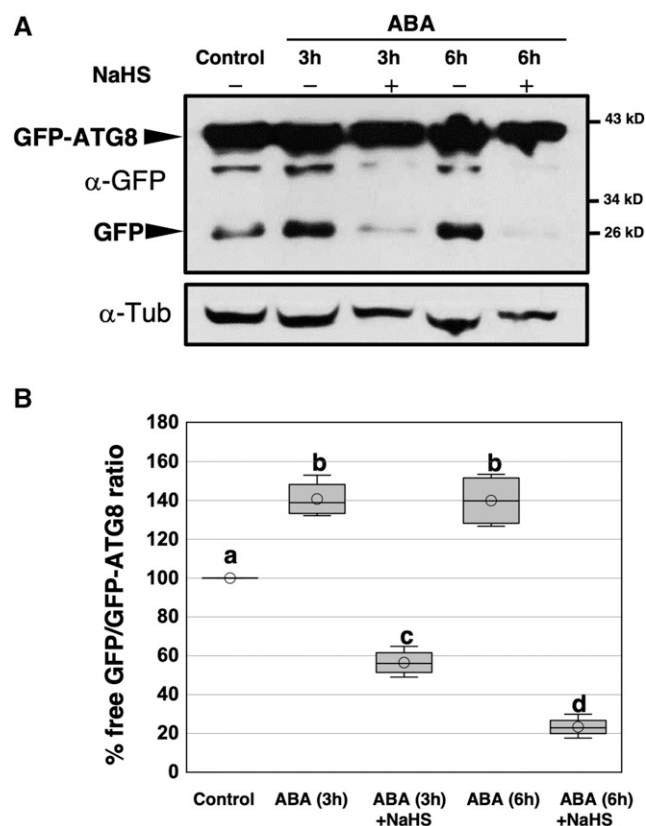 A
ABA
Control 3h 3h 6h 6h
NaHS – – + – +
43 kD
GFP-ATG8
α-GFP
34 kD
GFP
26 kD
α-Tub
B
% free GFP/GFP-ATG8 ratio
180
160
140
120
100
80
60
40
20
0
a
b
c
b
d
Control ABA (3h) ABA (3h) ABA (6h) ABA (6h)
+NaHS +NaHS